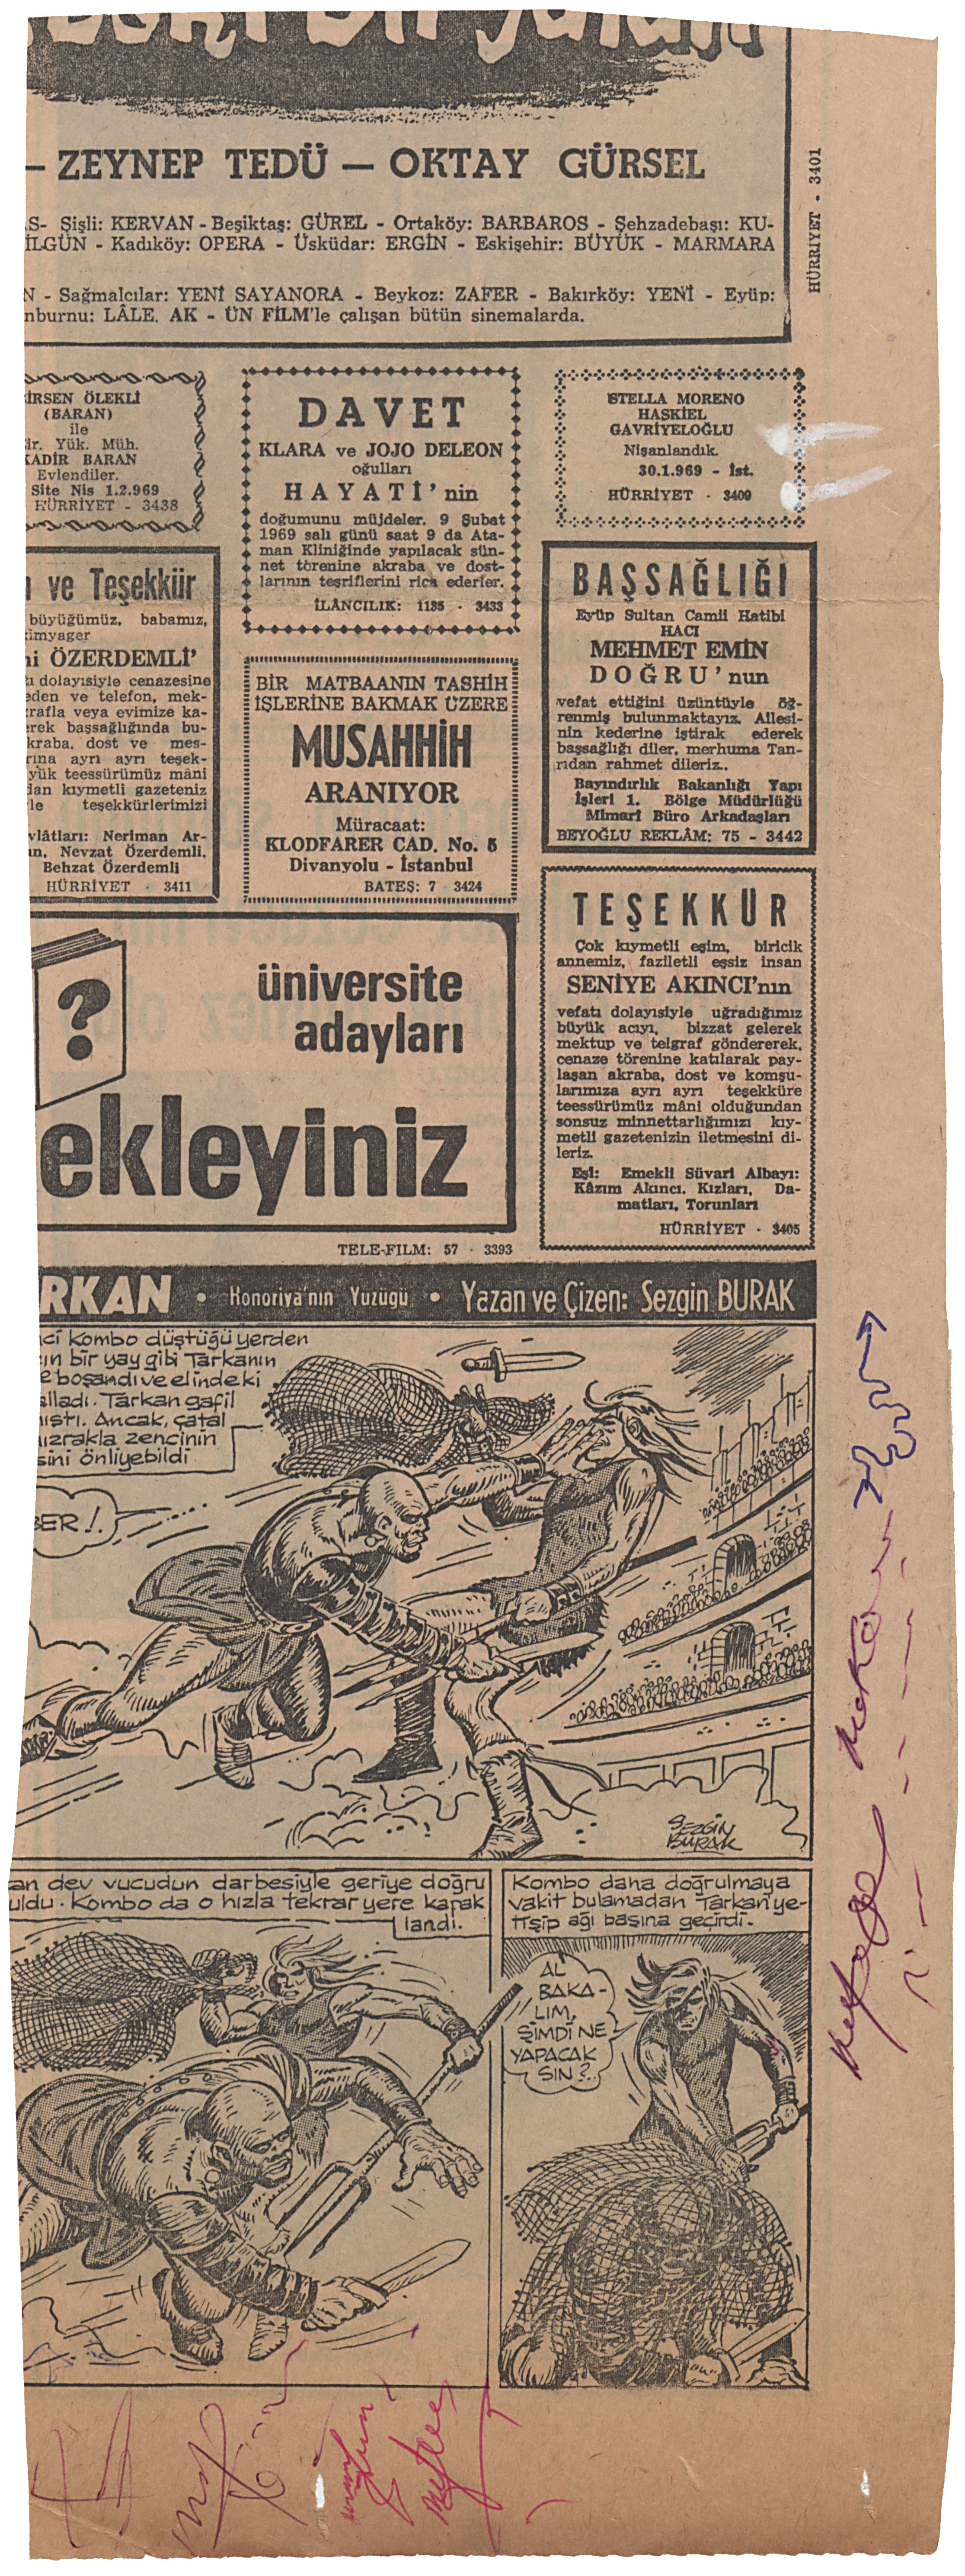 — ZEYNEP TEDÜ — OKTAY GÜRSEL
HÜRRİYET - 3401
AS- Şişli: KERVAN - Beşiktaş: GÜREL - Ortaköy: BARBAROS - Şehzadebaşı: KU-
İLGÜN - Kadıköy: OPERA - Üsküdar: ERGİN - Eskişehir: BÜYÜK - MARMARA
N - Sağmalcılar: YENİ SAYANORA - Beykoz: ZAFER - Bakırköy: YENİ - Eyüp:
nburnu: LÂLE. AK - ÜN FİLM'le çalışan bütün sinemalarda.
İRSEN ÖLEKLİ
(BARAN)
ile
Yük. Müh.
KADİR BARAN
Evlendiler.
Site Nis 1.2.969
HÜRRİYET - 3438
ve Teşekkür
büyüğümüz, babamız,
imyager
ni ÖZERDEMLİ'
ı dolayısiyle cenazesine
eden ve telefon, mek-
rafla veya evimize ka-
rek başsağlığında bu-
kraba, dost ve mes-
rına ayrı ayrı teşek-
yük teessürümüz mâni
dan kıymetli gazeteniz
le teşekkürlerimizi
vlâtları: Neriman Ar-
ın, Nevzat Özerdemli,
Behzat Özerdemli
HÜRRİYET - 3411
DAVET
KLARA ve JOJO DELEON
oğulları
HAYATİ'nin
doğumunu müjdeler. 9 Şubat
1969 salı günü saat 9 da Ata-
man Kliniğinde yapılacak sün-
net törenine akraba ve dost-
larının teşriflerini rica ederler.
İLÂNCILIK: 1135 - 3433
BİR MATBAANIN TASHİH
İŞLERİNE BAKMAK ÜZERE
MUSAHHİH
ARANIYOR
Müracaat:
KLODFARER CAD. No. 5
Divanyolu - İstanbul
BATEŞ: 7 - 3424
STELLA MORENO
HASKİEL
GAVRİYELOĞLU
Nişanlandık.
30.1.969 - İst.
HÜRRİYET - 3409
BAŞSAĞLIĞI
Eyüp Sultan Camii Hatibi
HACI
MEHMET EMİN
DOĞRU'nun
vefat ettiğini üzüntüyle öğ-
renmiş bulunmaktayız. Ailesi-
nin kederine iştirak ederek
başsağlığı diler, merhuma Tan-
rıdan rahmet dileriz..
Bayındırlık Bakanlığı Yapı
İşleri 1. Bölge Müdürlüğü
Mimari Büro Arkadaşları
BEYOĞLU REKLÂM: 75 - 3442
TEŞEKKÜR
Çok kıymetli eşim, biricik
annemiz, faziletli eşsiz insan
SENİYE AKINCI'nın
vefatı dolayısiyle uğradığımız
büyük acıyı, bizzat gelerek
mektup ve telgraf göndererek,
cenaze törenine katılarak pay-
laşan akraba, dost ve komşu-
larımıza ayrı ayrı teşekküre
teessürümüz mâni olduğundan
sonsuz minnettarlığımızı kıy-
metli gazetenizin iletmesini di-
leriz.
Eşi: Emekli Süvari Albayı:
Kâzım Akıncı. Kızları, Da-
matları, Torunları
HÜRRİYET - 3405
?
üniversite
adayları
ekleyiniz
TELE-FILM: 57 - 3393
RKAN • Honoriya'nın Yüzüğü • Yazan ve Çizen: Sezgin BURAK
ci Kombo düştüğü yerden
ın bir yay gibi Tarkanın
e boşandı ve elindeki
alladı. Tarkan gafil
ıştı. Ancak, çatal
ızrakla zencinin
sini önliyebildi.
BER!.
SEZGİN
BURAK
an dev vücudun darbesiyle geriye doğru
uldu. Kombo da o hızla tekrar yere kapak
landı.
Kombo daha doğrulmaya
vakit bulamadan Tarkan ye-
tişip ağı başına geçirdi.
AL
BAKA-
LIM,
ŞİMDİ NE
YAPACAK
SIN?.